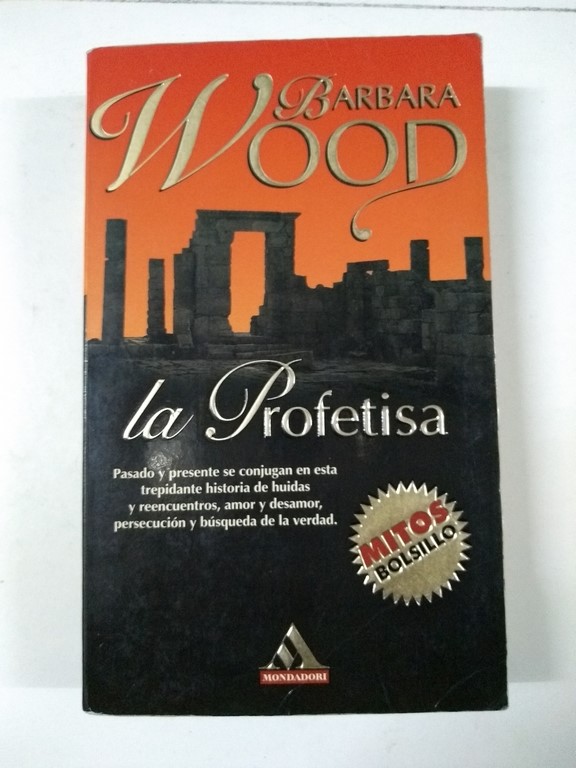 BARBARA
WOOD
la Profetisa
Pasado y presente se conjugan en esta
trepidante historia de huidas
y reencuentros, amor y desamor,
persecución y búsqueda de la verdad.
MITOS
BOLSILLO
MONDADORI